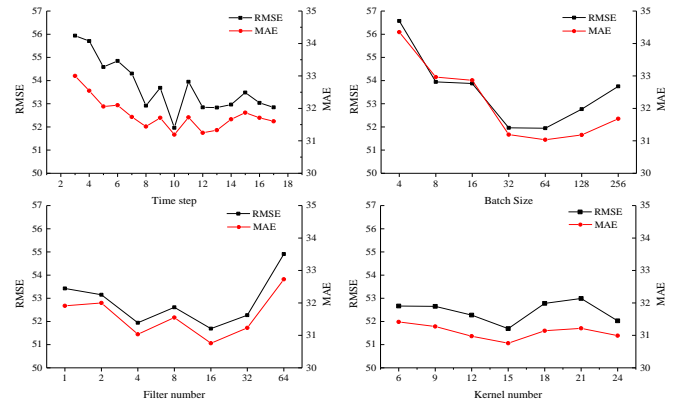 57 35
RMSE
MAE
56 34
55 33
54
53 32
52 31
51
50 30
2 4 6 8 10 12 14 16 18
RMSE
MAE
Time step
57 35
RMSE
MAE
56 34
55 33
54
53 32
52 31
51
50 30
4 8 16 32 64 128 256
RMSE
MAE
Batch Size
57 35
RMSE
MAE
56 34
55 33
54
53 32
52 31
51
50 30
1 2 4 8 16 32 64
RMSE
MAE
Filter number
57 35
RMSE
MAE
56 34
55 33
54
53 32
52 31
51
50 30
6 9 12 15 18 21 24
RMSE
MAE
Kernel number